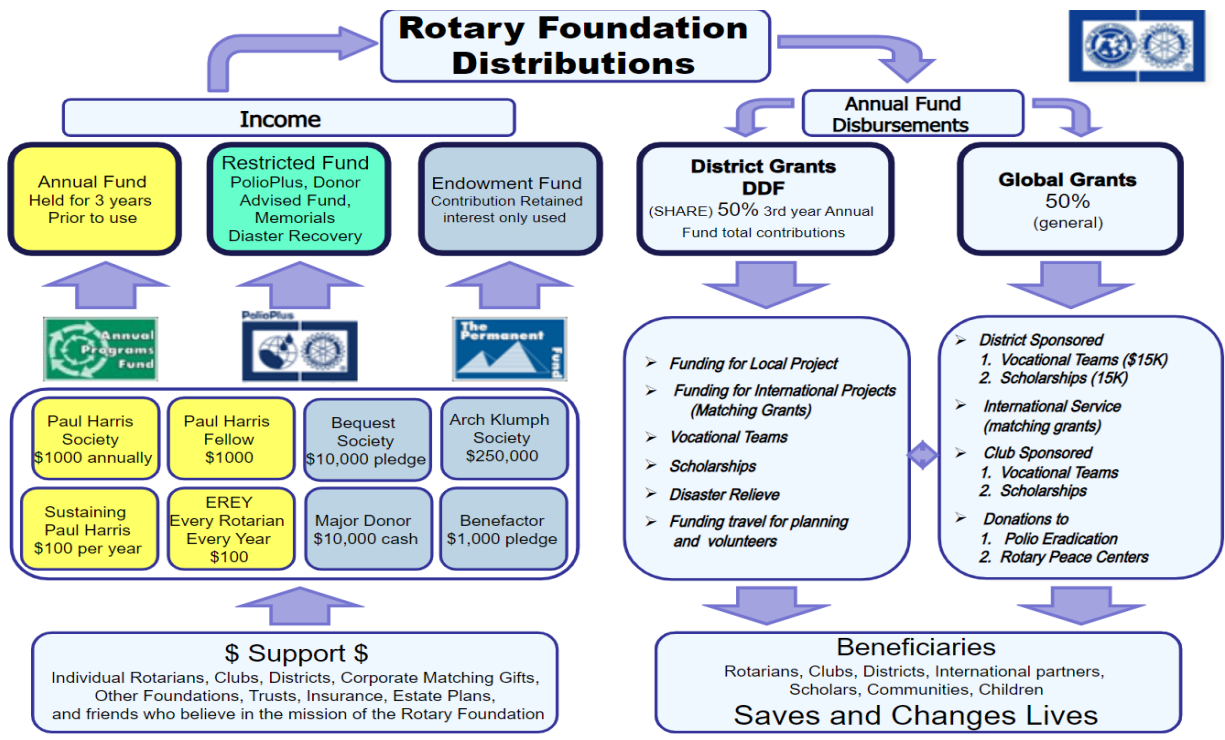 Rotary Foundation
Distributions
Income
Annual Fund
Held for 3 years
Prior to use
Restricted Fund
PolioPlus, Donor
Advised Fund,
Memorials
Diaster Recovery
Endowment Fund
Contribution Retained
interest only used
Annual
Programs
Fund
PolioPlus
The
Permanent
Fund
Paul Harris
Society
$1000 annually
Paul Harris
Fellow
$1000
Bequest
Society
$10,000 pledge
Arch Klumph
Society
$250,000
Sustaining
Paul Harris
$100 per year
EREY
Every Rotarian
Every Year
$100
Major Donor
$10,000 cash
Benefactor
$1,000 pledge
$ Support $
Individual Rotarians, Clubs, Districts, Corporate Matching Gifts,
Other Foundations, Trusts, Insurance, Estate Plans,
and friends who believe in the mission of the Rotary Foundation
Annual Fund
Disbursements
District Grants
DDF
(SHARE) 50% 3rd year Annual
Fund total contributions
Global Grants
50%
(general)
➢ Funding for Local Project
➢ Funding for International Projects
(Matching Grants)
➢ Vocational Teams
➢ Scholarships
➢ Disaster Relieve
➢ Funding travel for planning
and volunteers
➢ District Sponsored
1. Vocational Teams ($15K)
2. Scholarships (15K)
➢ International Service
(matching grants)
➢ Club Sponsored
1. Vocational Teams
2. Scholarships
➢ Donations to
1. Polio Eradication
2. Rotary Peace Centers
Beneficiaries
Rotarians, Clubs, Districts, International partners,
Scholars, Communities, Children
Saves and Changes Lives